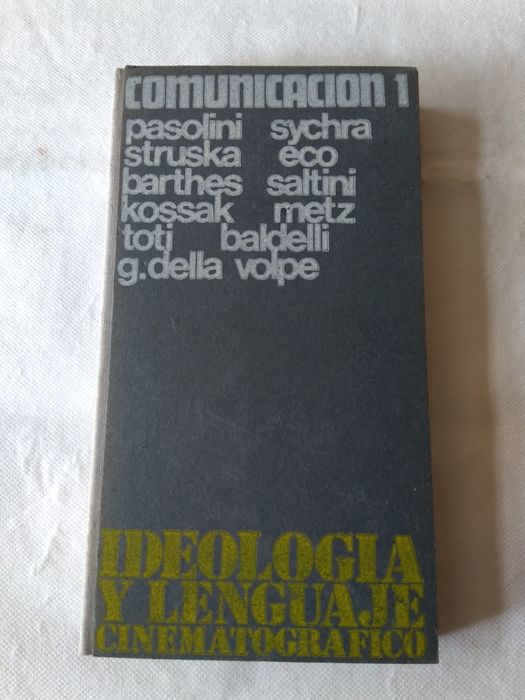 COMUNICACION 1
pasolini sychra
struska eco
barthes saltini
kossak metz
toti baldelli
g.della volpe
IDEOLOGIA
Y LENGUAJE
CINEMATOGRAFICO